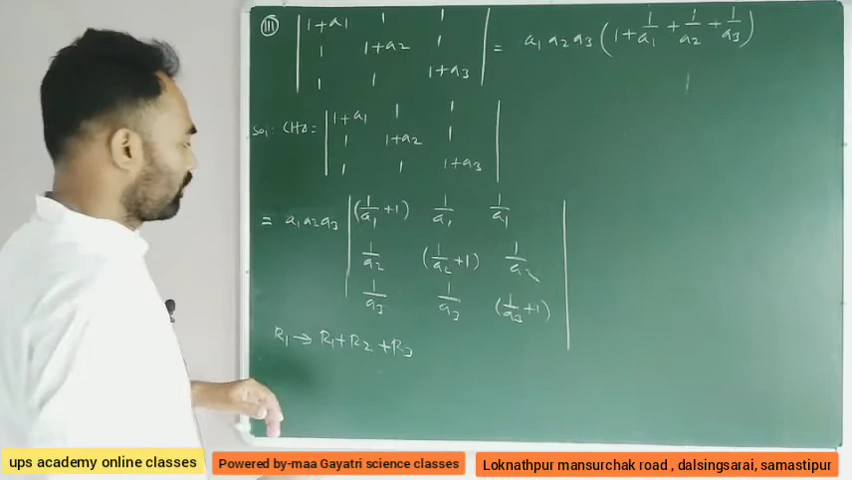 (III) | 1+a1 1 1 |
| 1 1+a2 1 | = a1 a2 a3 (1 + 1/a1 + 1/a2 + 1/a3)
| 1 1 1+a3 |
| 1+a1 1 1 |
Sol: LHS = | 1 1+a2 1 |
| 1 1 1+a3 |
= a1 a2 a3 | (1/a1 +1) 1/a1 1/a1 |
| 1/a2 (1/a2 +1) 1/a2 |
| 1/a3 1/a3 (1/a3 +1) |
R1 → R1 + R2 + R3
ups academy online classes
Powered by-maa Gayatri science classes
Loknathpur mansurchak road , dalsingsarai, samastipur